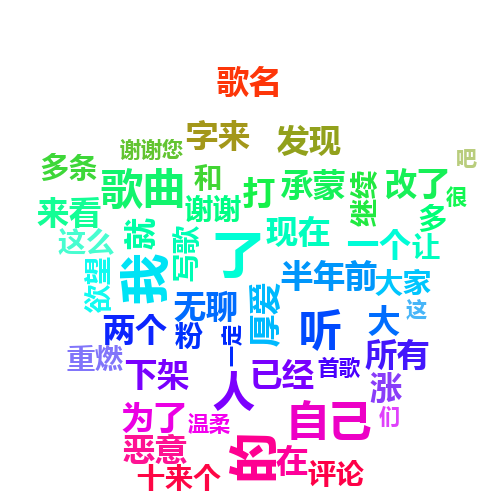 歌名
字来
发现
谢谢您
吧
多条
歌曲
和
打
承蒙
继续
改了
很
来看
谢谢
多
这么
就
写歌
了
现在
一个
让
欲望
我
半年前
大家
无聊
厚爱
这
两个
粉
一定
听
大
重燃
下架
人
已经
首歌
所有
涨
为了
温柔
自己
们
恶意
的
在
十来个
评论